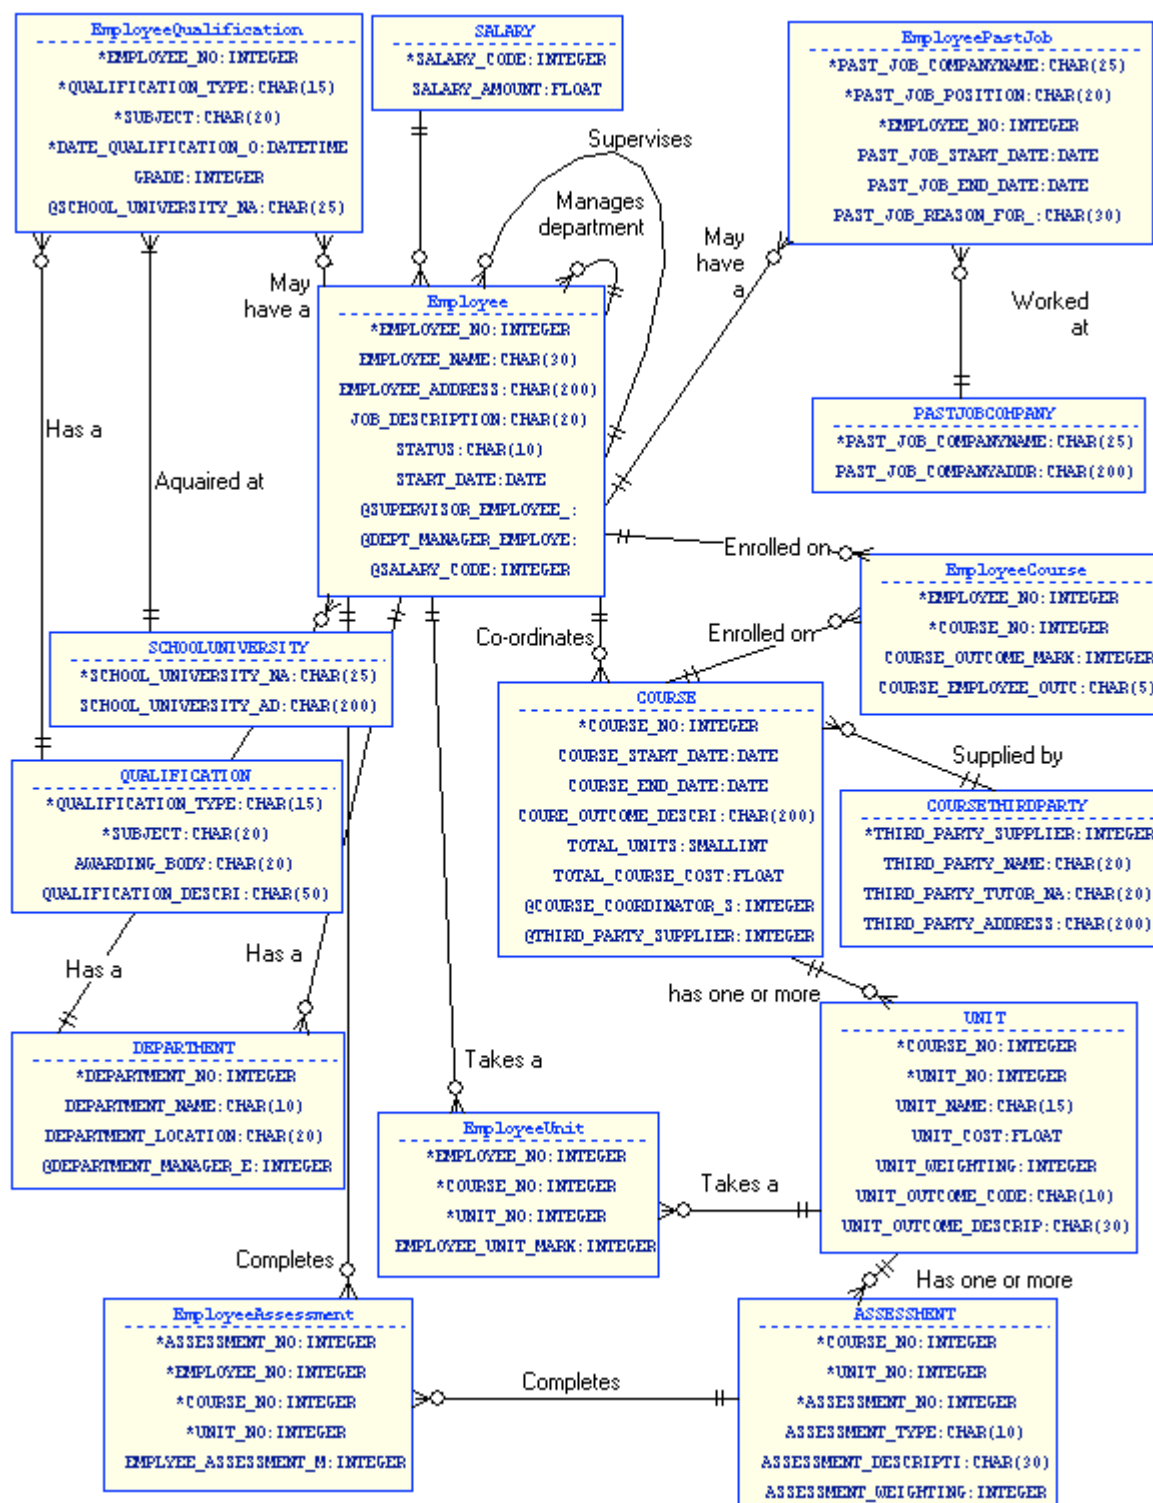 EmployeeQualification
*EMPLOYEE_NO:INTEGER
*QUALIFICATION_TYPE:CHAR(15)
*SUBJECT:CHAR(20)
*DATE_QUALIFICATION_O:DATETIME
GRADE:INTEGER
@SCHOOL_UNIVERSITY_NA:CHAR(25)
SALARY
*SALARY_CODE:INTEGER
SALARY_AMOUNT:FLOAT
EmployeePastJob
*PAST_JOB_COMPANYNAME:CHAR(25)
*PAST_JOB_POSITION:CHAR(20)
*EMPLOYEE_NO:INTEGER
PAST_JOB_START_DATE:DATE
PAST_JOB_END_DATE:DATE
PAST_JOB_REASON_FOR_:CHAR(30)
Supervises
Manages
department
May
have
a
May
have a
Worked
at
Employee
*EMPLOYEE_NO:INTEGER
EMPLOYEE_NAME:CHAR(30)
EMPLOYEE_ADDRESS:CHAR(200)
JOB_DESCRIPTION:CHAR(20)
STATUS:CHAR(10)
START_DATE:DATE
@SUPERVISOR_EMPLOYEE_:
@DEPT_MANAGER_EMPLOYE:
@SALARY_CODE:INTEGER
PASTJOBCOMPANY
*PAST_JOB_COMPANYNAME:CHAR(25)
PAST_JOB_COMPANYADDR:CHAR(200)
Has a
Aquaired at
Enrolled on
EmployeeCourse
*EMPLOYEE_NO:INTEGER
*COURSE_NO:INTEGER
COURSE_OUTCOME_MARK:INTEGER
COURSE_EMPLOYEE_OUTC:CHAR(5)
Co-ordinates
Enrolled on
SCHOOLUNIVERSITY
*SCHOOL_UNIVERSITY_NA:CHAR(25)
SCHOOL_UNIVERSITY_AD:CHAR(200)
COURSE
*COURSE_NO:INTEGER
COURSE_START_DATE:DATE
COURSE_END_DATE:DATE
COURE_OUTCOME_DESCRI:CHAR(200)
TOTAL_UNITS:SMALLINT
TOTAL_COURSE_COST:FLOAT
@COURSE_COORDINATOR_S:INTEGER
@THIRD_PARTY_SUPPLIER:INTEGER
Supplied by
QUALIFICATION
*QUALIFICATION_TYPE:CHAR(15)
*SUBJECT:CHAR(20)
AWARDING_BODY:CHAR(20)
QUALIFICATION_DESCRI:CHAR(50)
COURSETHIRDPARTY
*THIRD_PARTY_SUPPLIER:INTEGER
THIRD_PARTY_NAME:CHAR(20)
THIRD_PARTY_TUTOR_NA:CHAR(20)
THIRD_PARTY_ADDRESS:CHAR(200)
Has a
Has a
has one or more
DEPARTMENT
*DEPARTMENT_NO:INTEGER
DEPARTMENT_NAME:CHAR(10)
DEPARTMENT_LOCATION:CHAR(20)
@DEPARTMENT_MANAGER_E:INTEGER
UNIT
*COURSE_NO:INTEGER
*UNIT_NO:INTEGER
UNIT_NAME:CHAR(15)
UNIT_COST:FLOAT
UNIT_WEIGHTING:INTEGER
UNIT_OUTCOME_CODE:CHAR(10)
UNIT_OUTCOME_DESCRIP:CHAR(30)
Takes a
EmployeeUnit
*EMPLOYEE_NO:INTEGER
*COURSE_NO:INTEGER
*UNIT_NO:INTEGER
EMPLOYEE_UNIT_MARK:INTEGER
Takes a
Completes
Has one or more
EmployeeAssessment
*ASSESSMENT_NO:INTEGER
*EMPLOYEE_NO:INTEGER
*COURSE_NO:INTEGER
*UNIT_NO:INTEGER
EMPLYEE_ASSESSMENT_M:INTEGER
Completes
ASSESSMENT
*COURSE_NO:INTEGER
*UNIT_NO:INTEGER
*ASSESSMENT_NO:INTEGER
ASSESSMENT_TYPE:CHAR(10)
ASSESSMENT_DESCRIPTI:CHAR(30)
ASSESSMENT_WEIGHTING:INTEGER